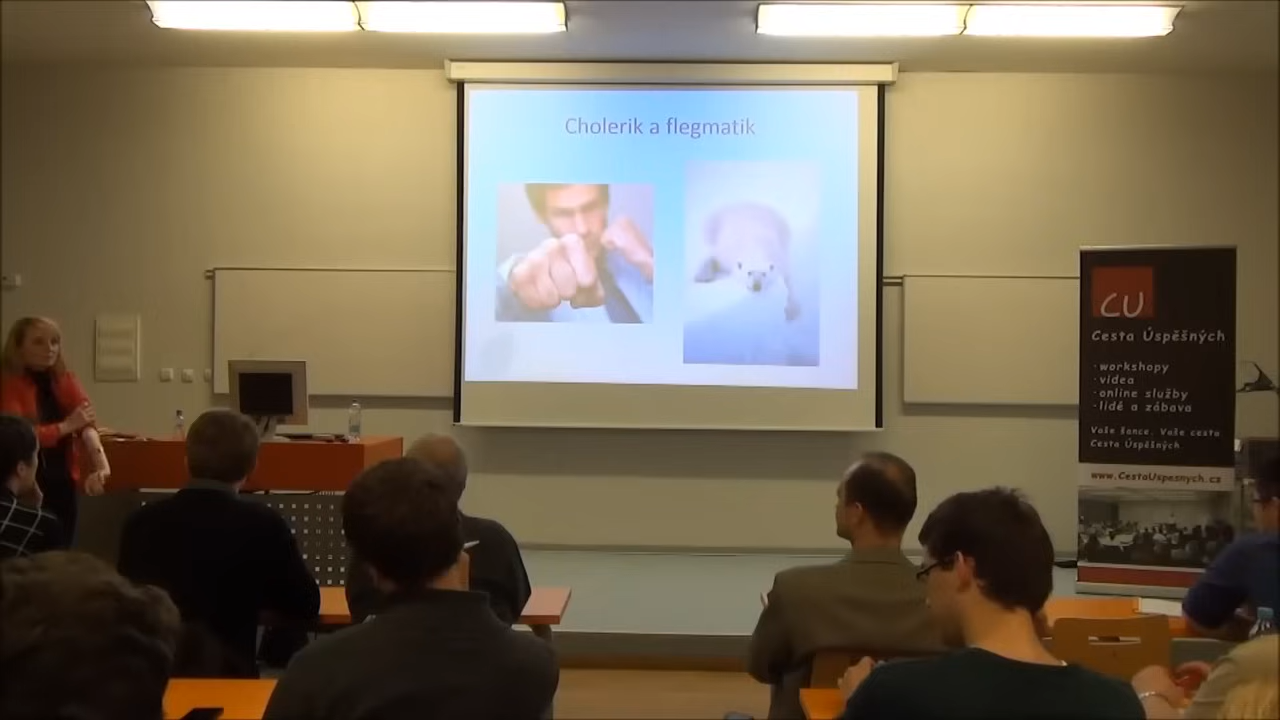 Cholerik a flegmatik
CU
Cesta Úspěšných
·workshopy
·videa
·online služby
·lidé a zábava
Vaše šance. Vaše cesta
Cesta Úspěšných
www.CestaUspesnych.cz